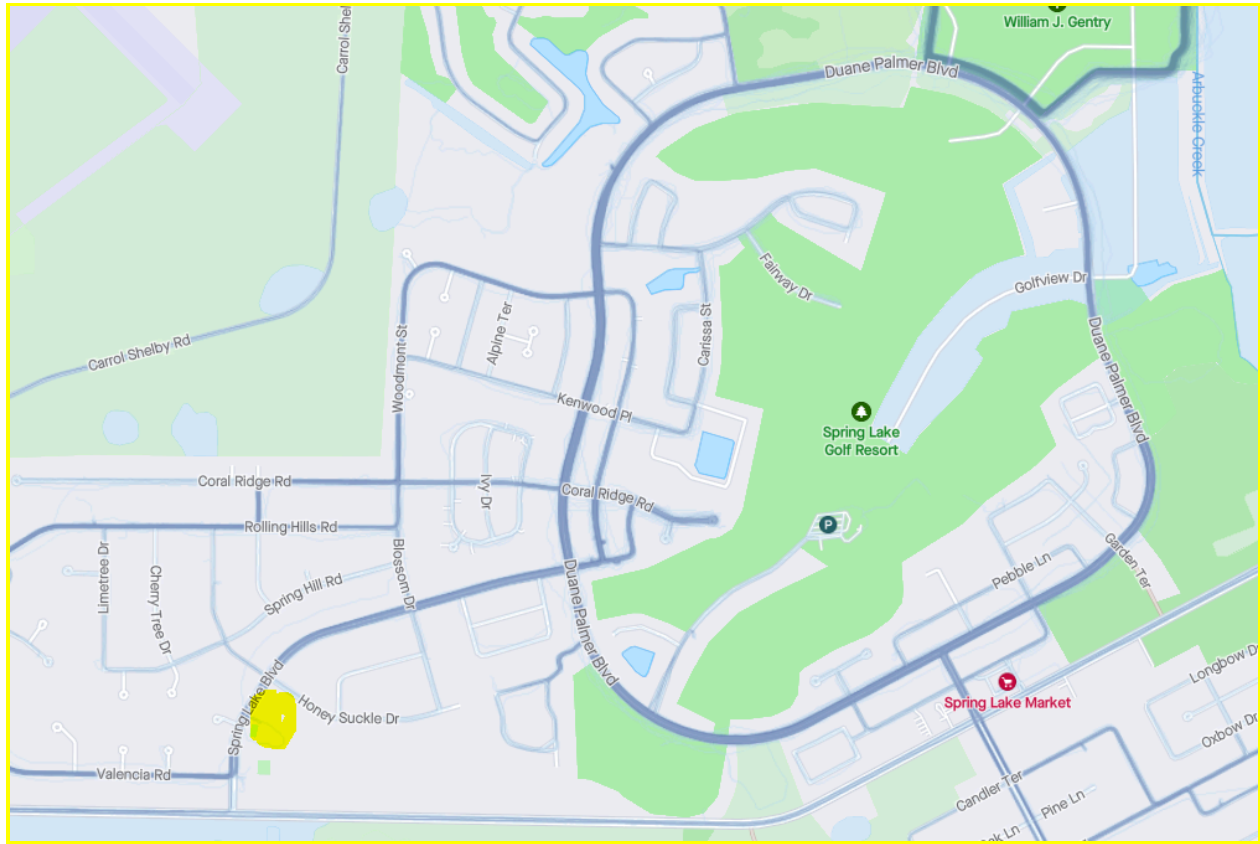 William J. Gentry
Carrol Shel
Duane Palmer Blvd
Arbuckle Creek
Fairway Dr
Golfview Dr
Carissa St
Alpine Ter
Woodmont St
Carrol Shelby Rd
Duane Palmer Blvd
Kenwood Pl
Spring Lake
Golf Resort
Ivy Dr
Coral Ridge Rd
Coral Ridge Rd
P
Rolling Hills Rd
Blossom Dr
Garden Ter
Pebble Ln
Limetree Dr
Cherry Tree Dr
Spring Hill Rd
Duane Palmer Blvd
Longbow Dr
Spring Lake Blvd
Honey Suckle Dr
Spring Lake Market
Oxbow Dr
Valencia Rd
Candler Ter
Pine Ln
ak Ln